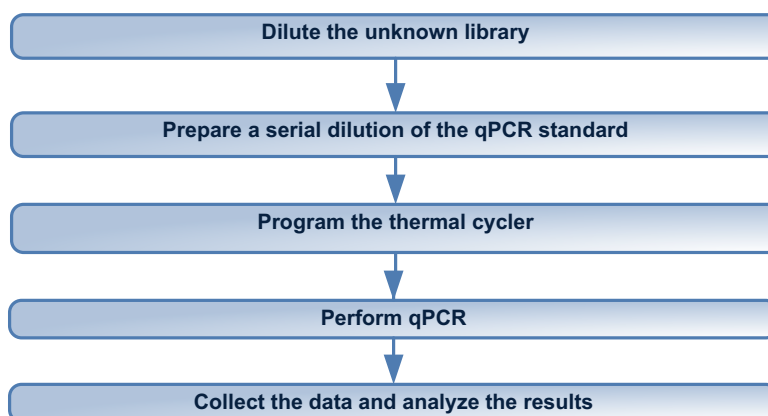 Dilute the unknown library
Prepare a serial dilution of the qPCR standard
Program the thermal cycler
Perform qPCR
Collect the data and analyze the results